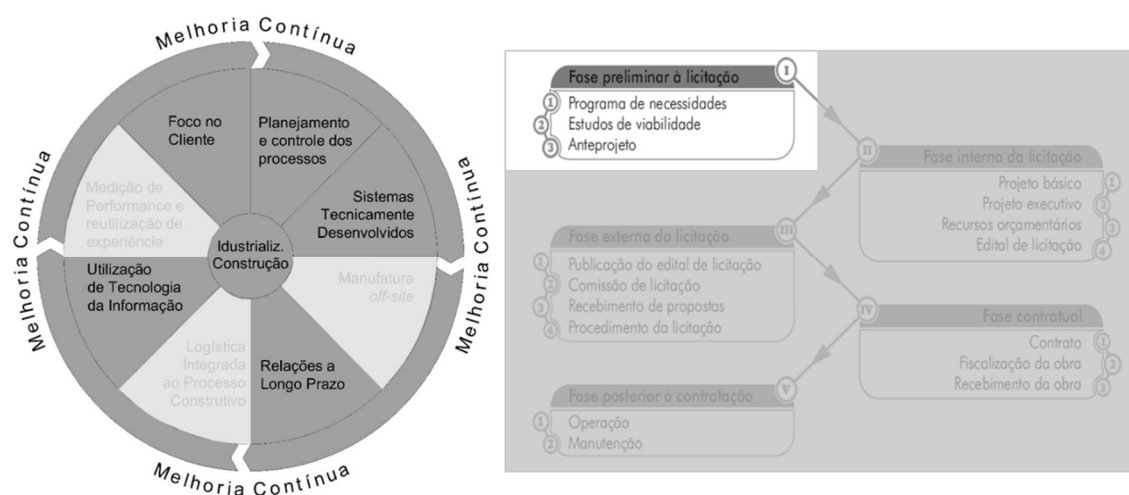 Melhoria Contínua
Melhoria Contínua
Melhoria Contínua
Melhoria Contínua
Foco no
Cliente
Planejamento
e controle dos
processos
Sistemas
Tecnicamente
Desenvolvidos
Manufatura
off-site
Relações a
Longo Prazo
Logística
Integrada
ao Processo
Construtivo
Utilização
de Tecnologia
da Informação
Medição de
Performance e
reutilização de
experiência
Idustrializ.
Construção
Fase preliminar à licitação
I
1 Programa de necessidades
2 Estudos de viabilidade
3 Anteprojeto
II
Fase interna da licitação
Projeto básico 1
Projeto executivo 2
Recursos orçamentários 3
Edital de licitação 4
Fase externa da licitação
III
1 Publicação do edital de licitação
2 Comissão de licitação
3 Recebimento de propostas
4 Procedimento da licitação
IV
Fase contratual
Contrato 1
Fiscalização da obra 2
Recebimento da obra 3
Fase posterior à contratação
V
1 Operação
2 Manutenção